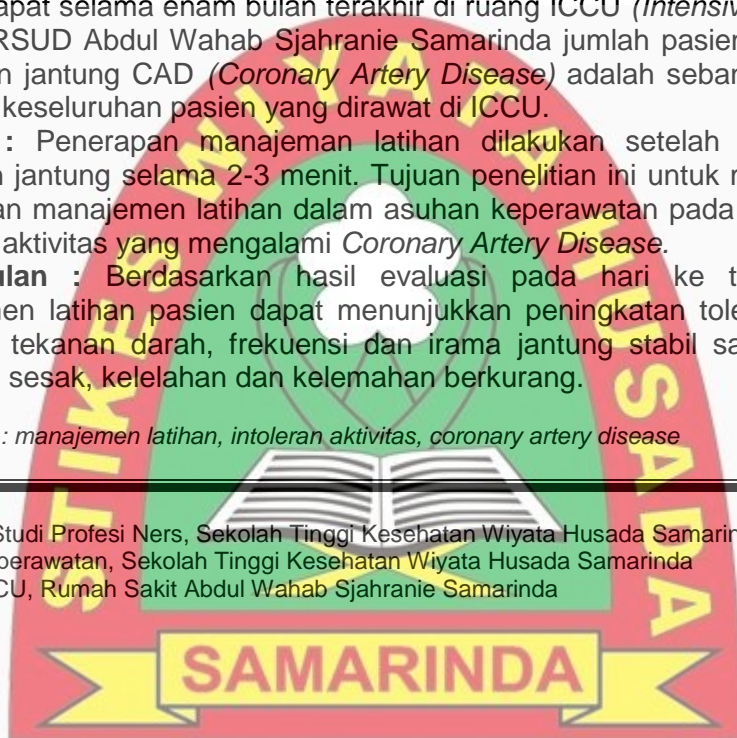 apat selama enam bulan terakhir di ruang ICCU (Intensiv
RSUD Abdul Wahab Sjahranie Samarinda jumlah pasien
n jantung CAD (Coronary Artery Disease) adalah sebar
keseluruhan pasien yang dirawat di ICCU.
: Penerapan manajeman latihan dilakukan setelah
n jantung selama 2-3 menit. Tujuan penelitian ini untuk r
an manajemen latihan dalam asuhan keperawatan pada
aktivitas yang mengalami Coronary Artery Disease.
ulan : Berdasarkan hasil evaluasi pada hari ke t
nen latihan pasien dapat menunjukkan peningkatan tole
tekanan darah, frekuensi dan irama jantung stabil sa
sesak, kelelahan dan kelemahan berkurang.
: manajemen latihan, intoleran aktivitas, coronary artery disease
Studi Profesi Ners, Sekolah Tinggi Kesehatan Wiyata Husada Samarin
perawatan, Sekolah Tinggi Kesehatan Wiyata Husada Samarinda
CU, Rumah Sakit Abdul Wahab Sjahranie Samarinda
STIKES WIYATA HUSADA
SAMARINDA